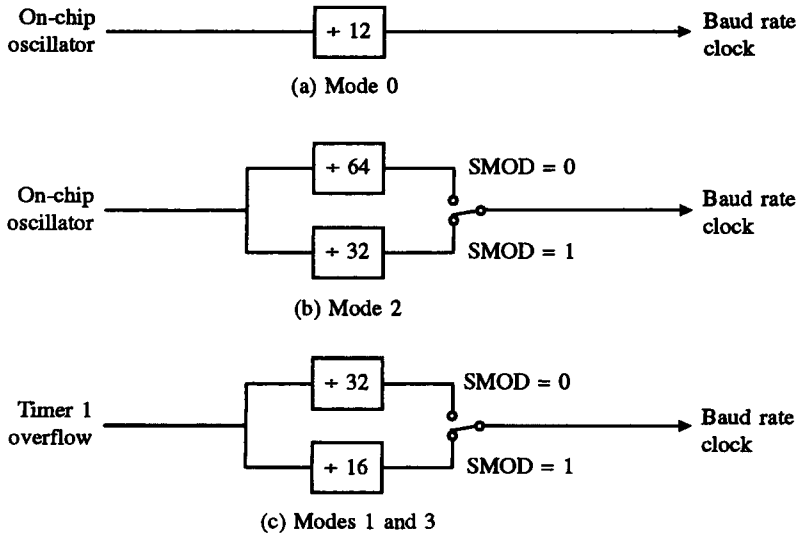 On-chip
oscillator
÷ 12
Baud rate
clock
(a) Mode 0
On-chip
oscillator
÷ 64
SMOD = 0
÷ 32
SMOD = 1
Baud rate
clock
(b) Mode 2
Timer 1
overflow
÷ 32
SMOD = 0
÷ 16
SMOD = 1
Baud rate
clock
(c) Modes 1 and 3